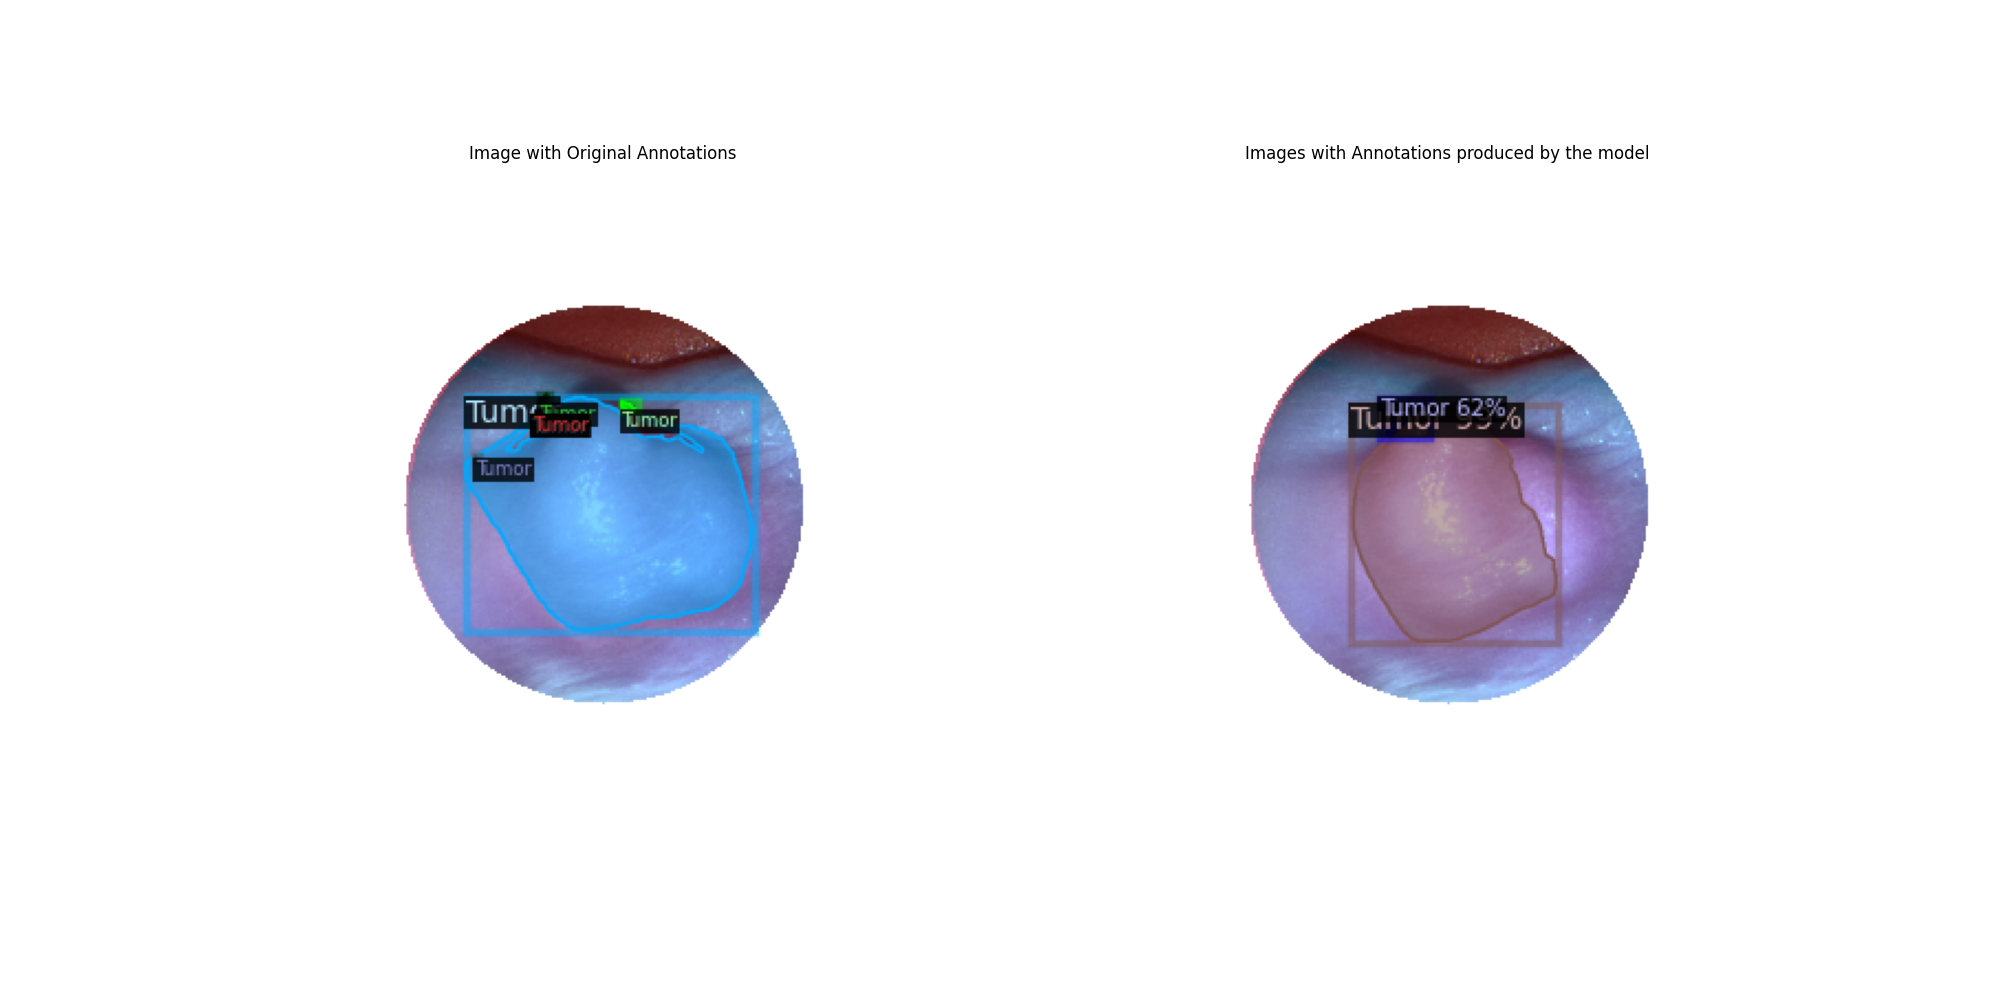 Image with Original Annotations
Images with Annotations produced by the model
Tumor
Tumor
Tumor
Tumor
Tumor 62%